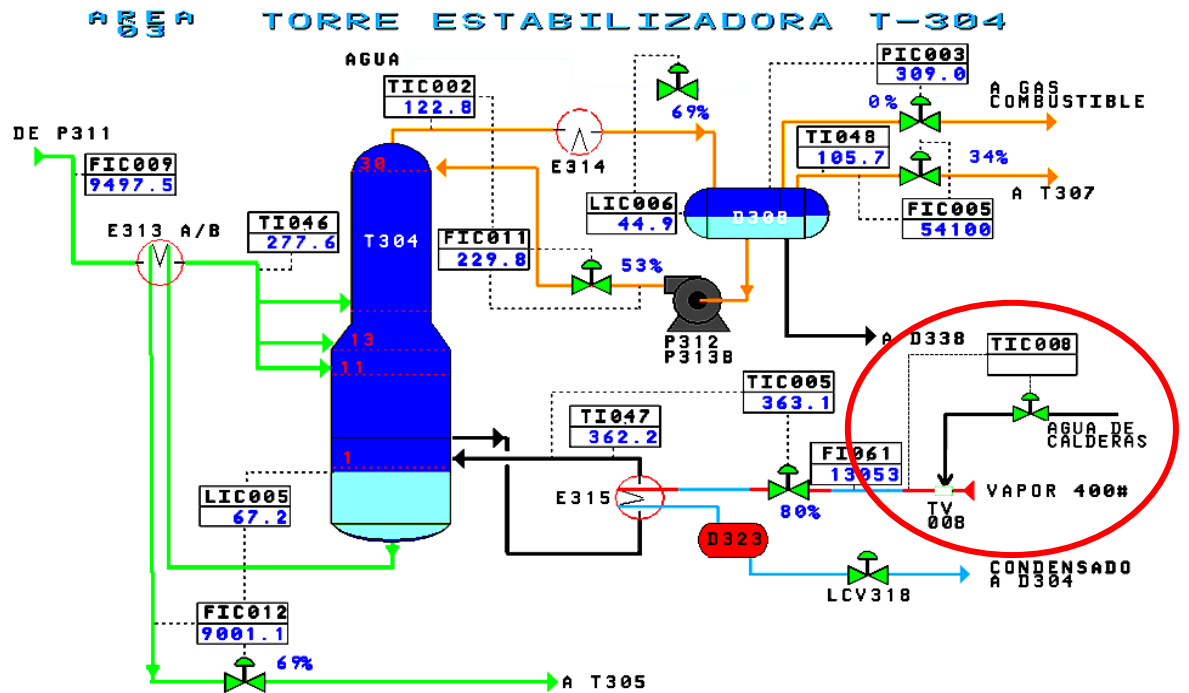 AREA 03
TORRE ESTABILIZADORA T-304
AGUA
TIC002
122.8
69%
PIC003
309.0
0%
A GAS
COMBUSTIBLE
DE P311
FIC009
9497.5
30
E314
TI048
105.7
34%
A T307
E313 A/B
TI046
277.6
T304
FIC011
229.8
53%
LIC006
44.9
D308
FIC005
54100
13
11
P312
P313B
A D338
TIC008
TIC005
363.1
TI047
362.2
AGUA DE
CALDERAS
1
FI061
13053
LIC005
67.2
E315
80%
TV
008
VAPOR 400#
D323
CONDENSADO
A D304
LCV318
FIC012
9001.1
69%
A T305